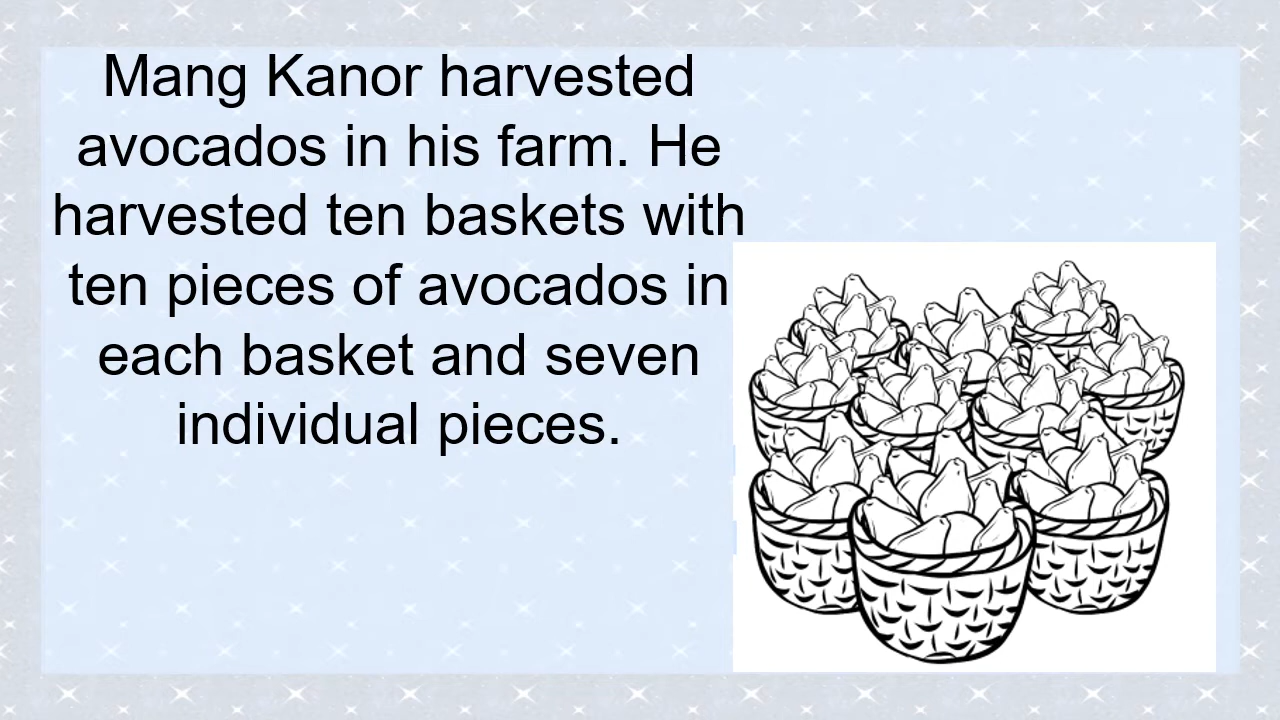 Mang Kanor harvested
avocados in his farm. He
harvested ten baskets with
ten pieces of avocados in
each basket and seven
individual pieces.